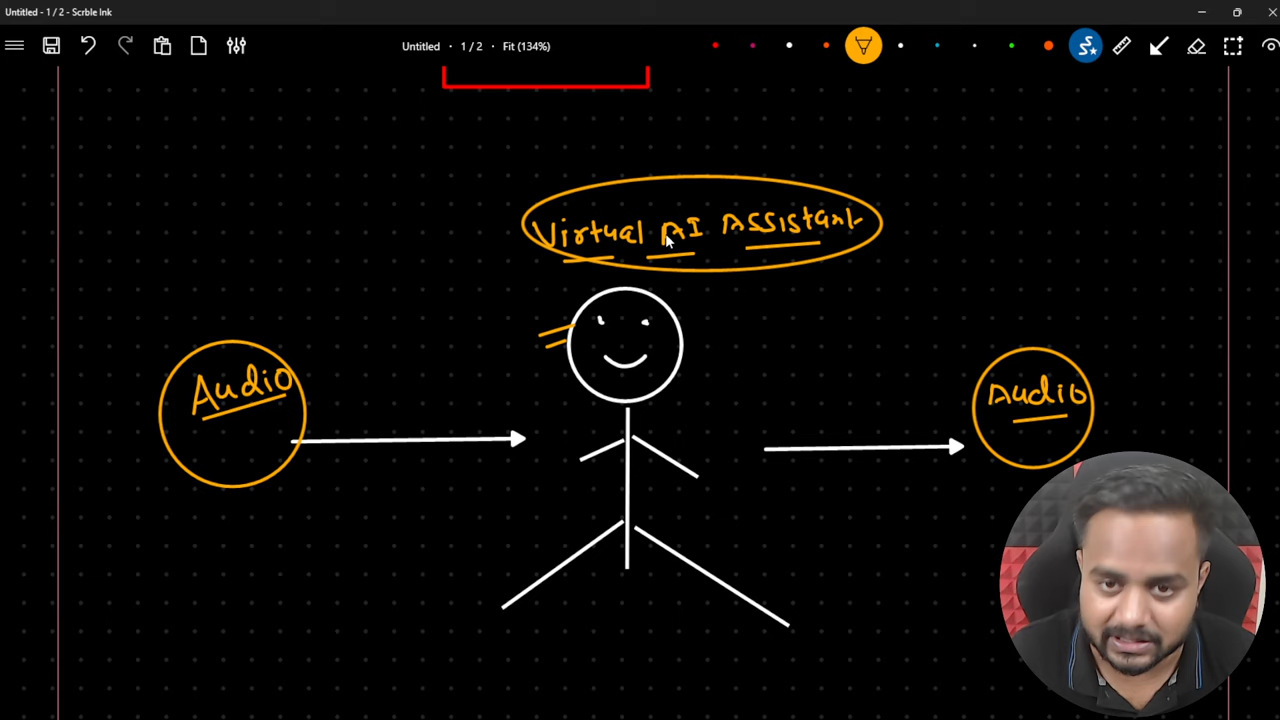 Untitled - 1 / 2 - Scrble Ink
Untitled · 1 / 2 · Fit (134%)
Virtual AI Assistant
Audio
Audio